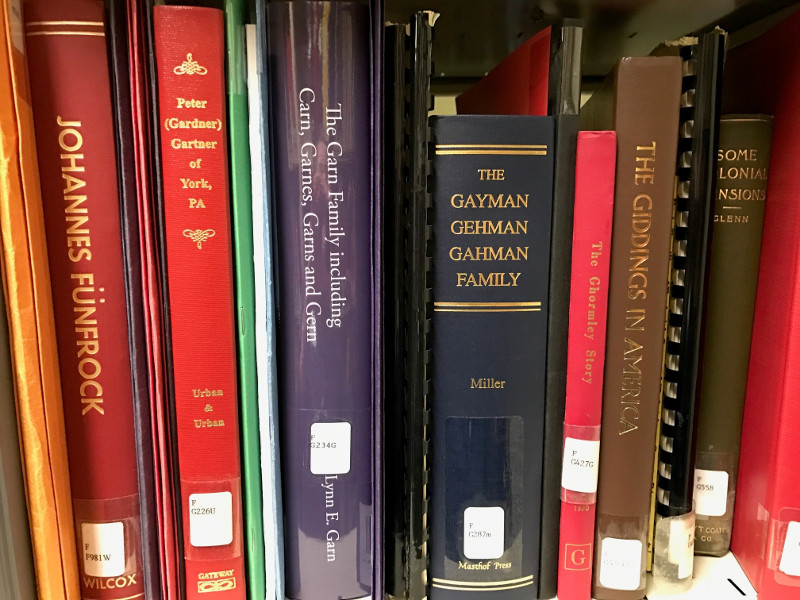 JOHANNES FÜNFROCK
F
F981W
WILCOX
Peter
(Gardner)
Gartner
of
York,
PA
Urban
&
Urban
F
G226U
GATEWAY
The Garn Family including
Carn, Garnes, Garns and Gern
F
G234G
Lynn E. Garn
THE
GAYMAN
GEHMAN
GAHMAN
FAMILY
Miller
F
G287m
Masthof Press
The Ghormley Story
F
G427G
G
THE GIDDINGS IN AMERICA
F
SOME
LONIAL
NSIONS
GLENN
F
G558